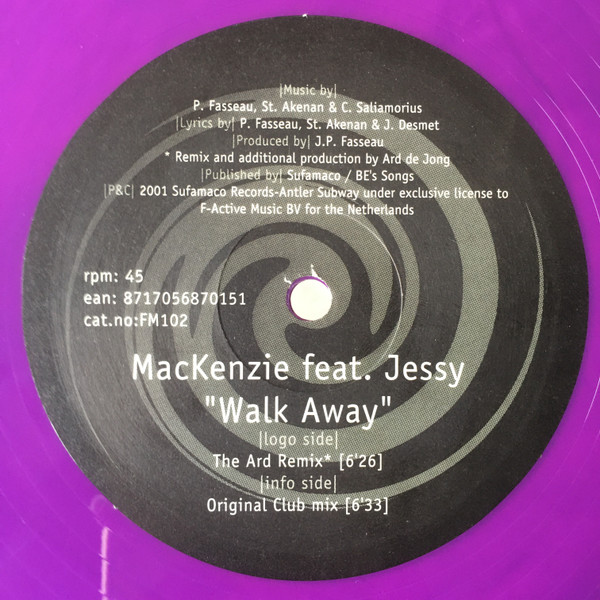 |Music by|
P. Fasseau, St. Akenan & C. Saliamorius
|Lyrics by| P. Fasseau, St. Akenan & J. Desmet
|Produced by| J.P. Fasseau
* Remix and additional production by Ard de Jong
|Published by| Sufamaco / BE's Songs
|P&C| 2001 Sufamaco Records-Antler Subway under exclusive license to
F-Active Music BV for the Netherlands
rpm: 45
ean: 8717056870151
cat.no:FM102
MacKenzie feat. Jessy
"Walk Away"
|logo side|
The Ard Remix* [6'26]
|info side|
Original Club mix [6'33]